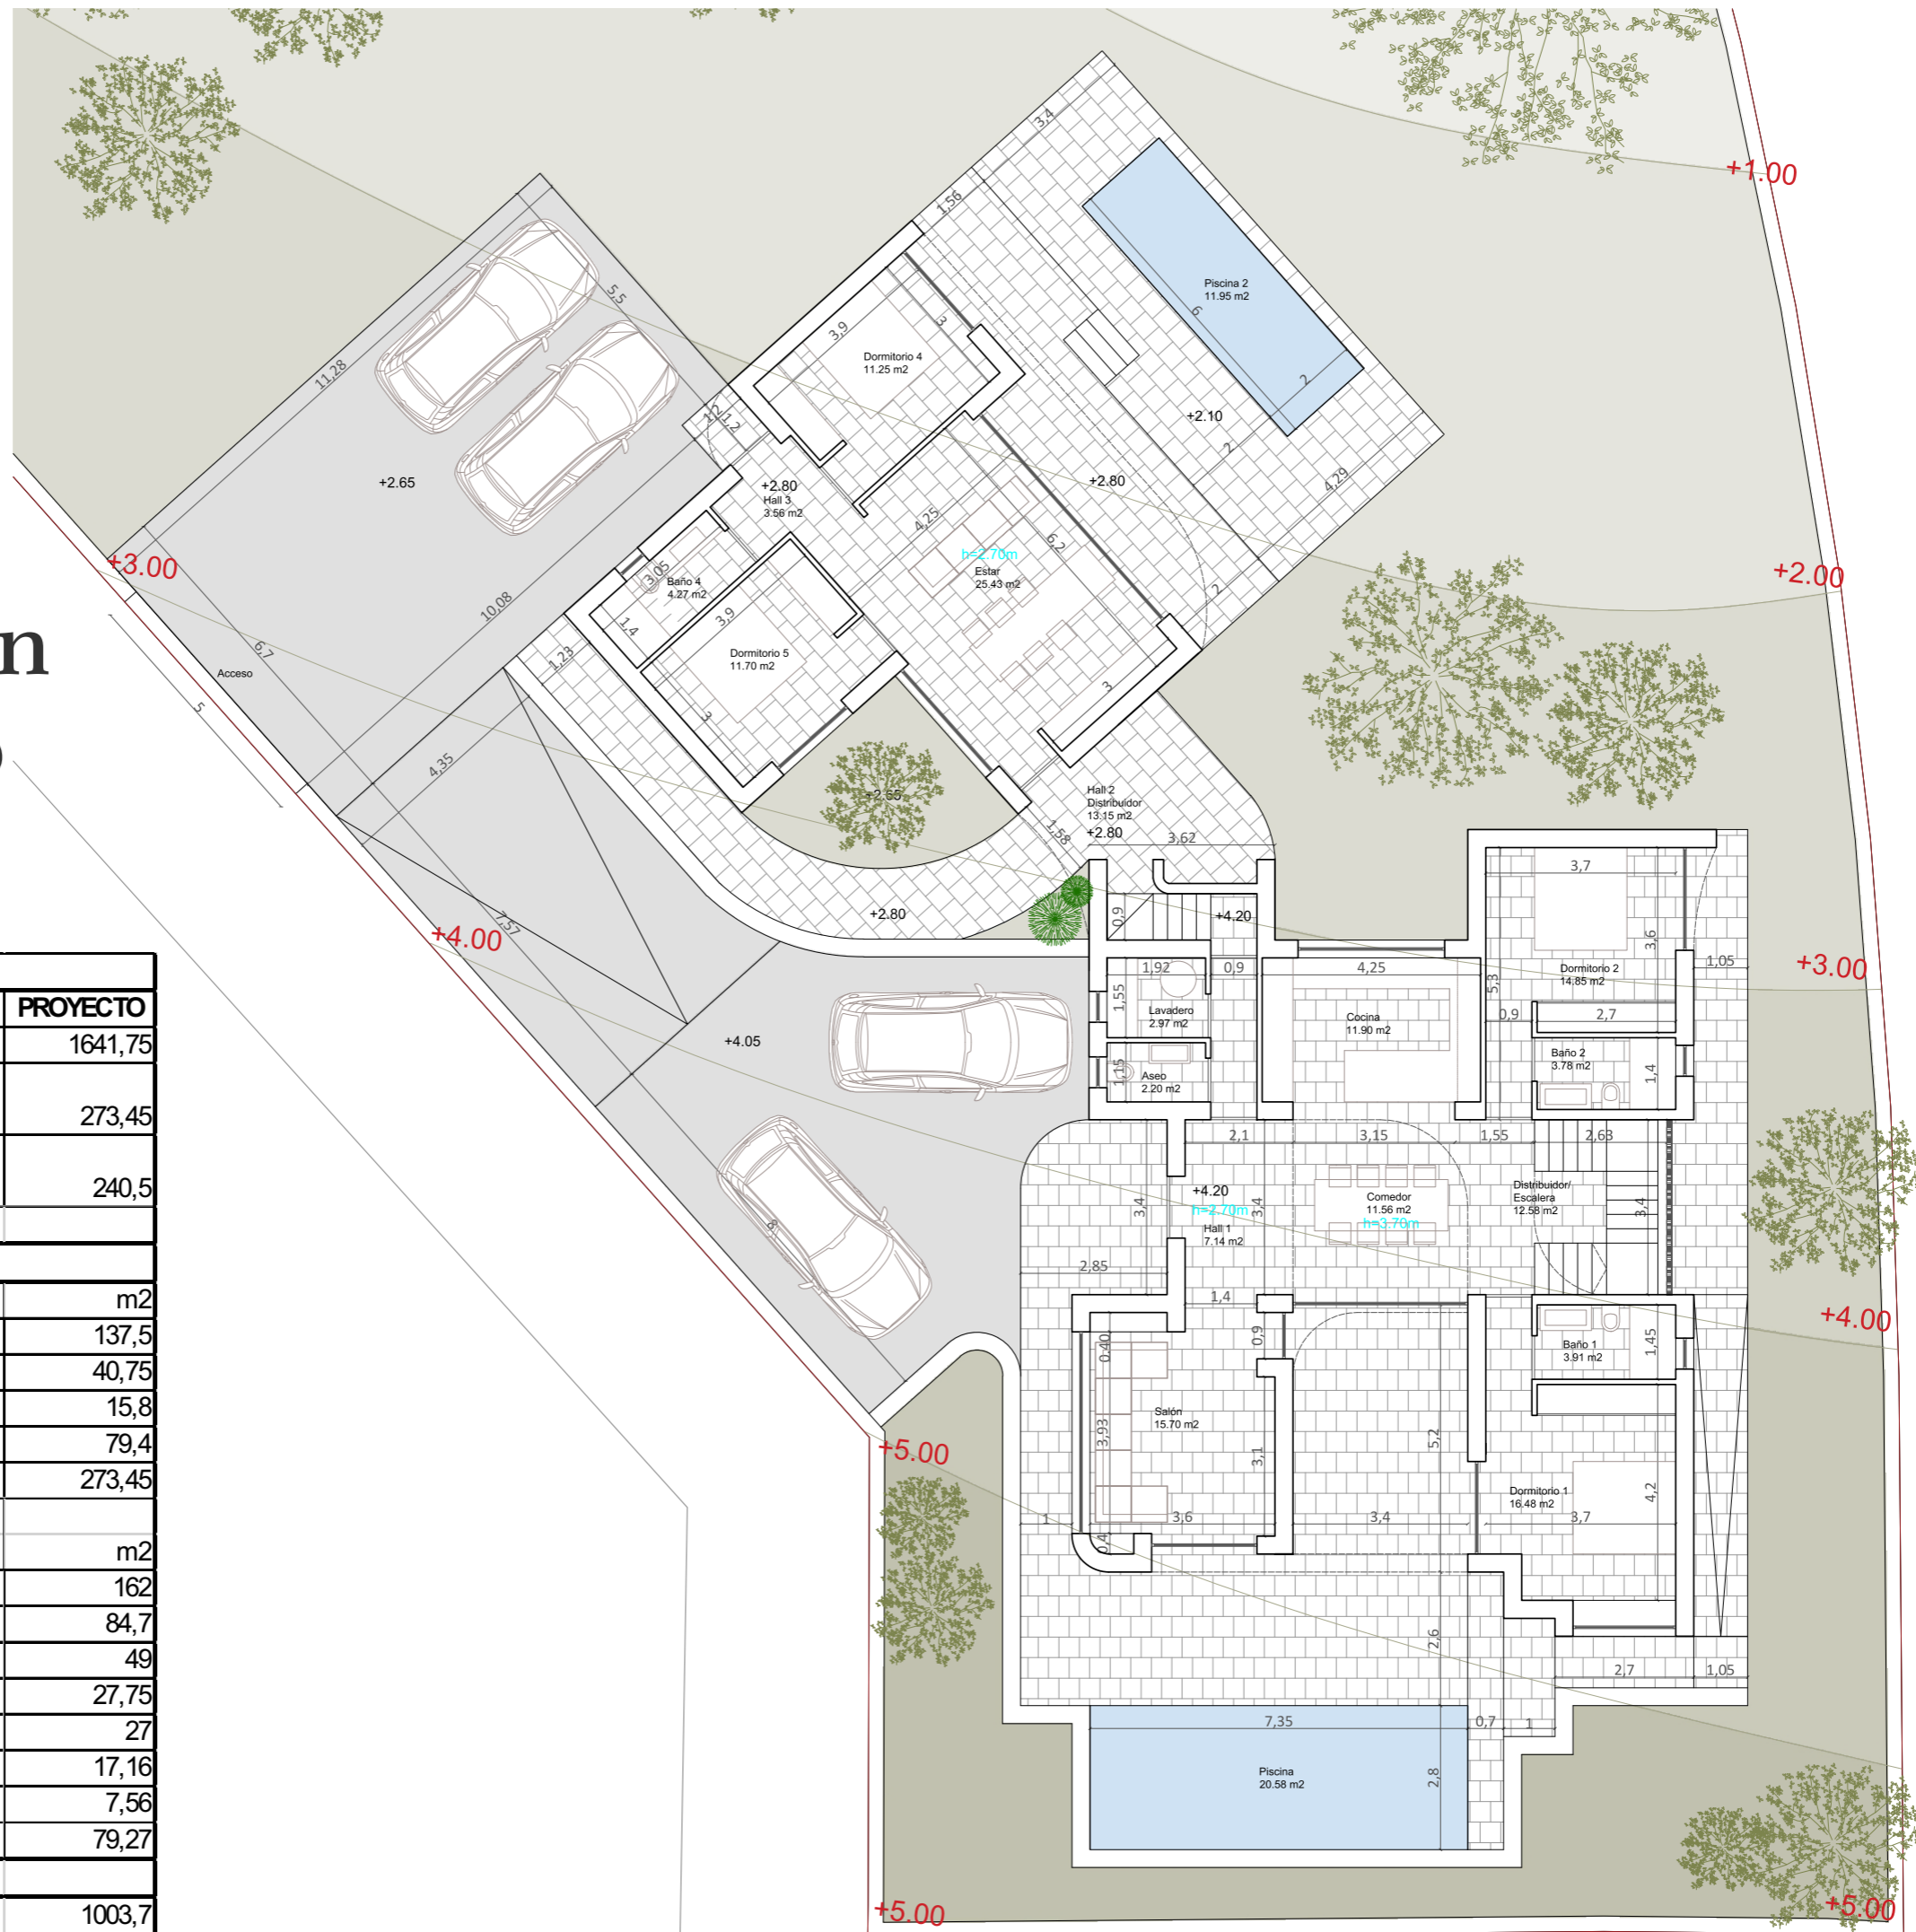 +1.00
3,4
1,56
Piscina 2
11.95 m2
6
5,5
3,9
3
11,28
Dormitorio 4
11.25 m2
2
+2.10
1,2
1,2
2
+2.65
+2.80
4,29
+2.80
Hall 3
3.56 m2
4,25
6,2
h=2.70m
Estar
25.43 m2
+3.00
3,05
Baño 4
4.27 m2
+2.00
2
10,08
3,9
1,4
n
6,7
1,23
Dormitorio 5
11.70 m2
Acceso
3
3
5
)
4,35
+2.65
Hall 2
Distribuidor
13.15 m2
+2.80
1,58
3,62
3,7
7,57
+2.80
0,9
+4.20
+4.00
3,6
1,92
0,9
4,25
Dormitorio 2
14.85 m2
1,05
+3.00
5,3
PROYECTO
1,55
Lavadero
2.97 m2
Cocina
11.90 m2
0,9
2,7
1641,75
+4.05
Baño 2
3.78 m2
1,4
1,15
Aseo
2.20 m2
273,45
2,1
3,15
1,55
2,63
240,5
3,4
+4.20
h=2.70m
Hall 1
7.14 m2
3,4
Comedor
11.56 m2
h=3.70m
Distribuidor/
Escalera
12.58 m2
3,4
2,85
m2
1,4
+4.00
137,5
0,40
0,9
Baño 1
3.91 m2
1,45
40,75
15,8
Salón
15.70 m2
79,4
3,93
3,1
5,2
+5.00
273,45
Dormitorio 1
16.48 m2
4,2
1
3,6
3,4
3,7
0,4
m2
162
84,7
2,6
49
2,7
1,05
27,75
7,35
0,7
1
27
17,16
Piscina
20.58 m2
2,8
7,56
79,27
1003,7
+5.00
+5.00